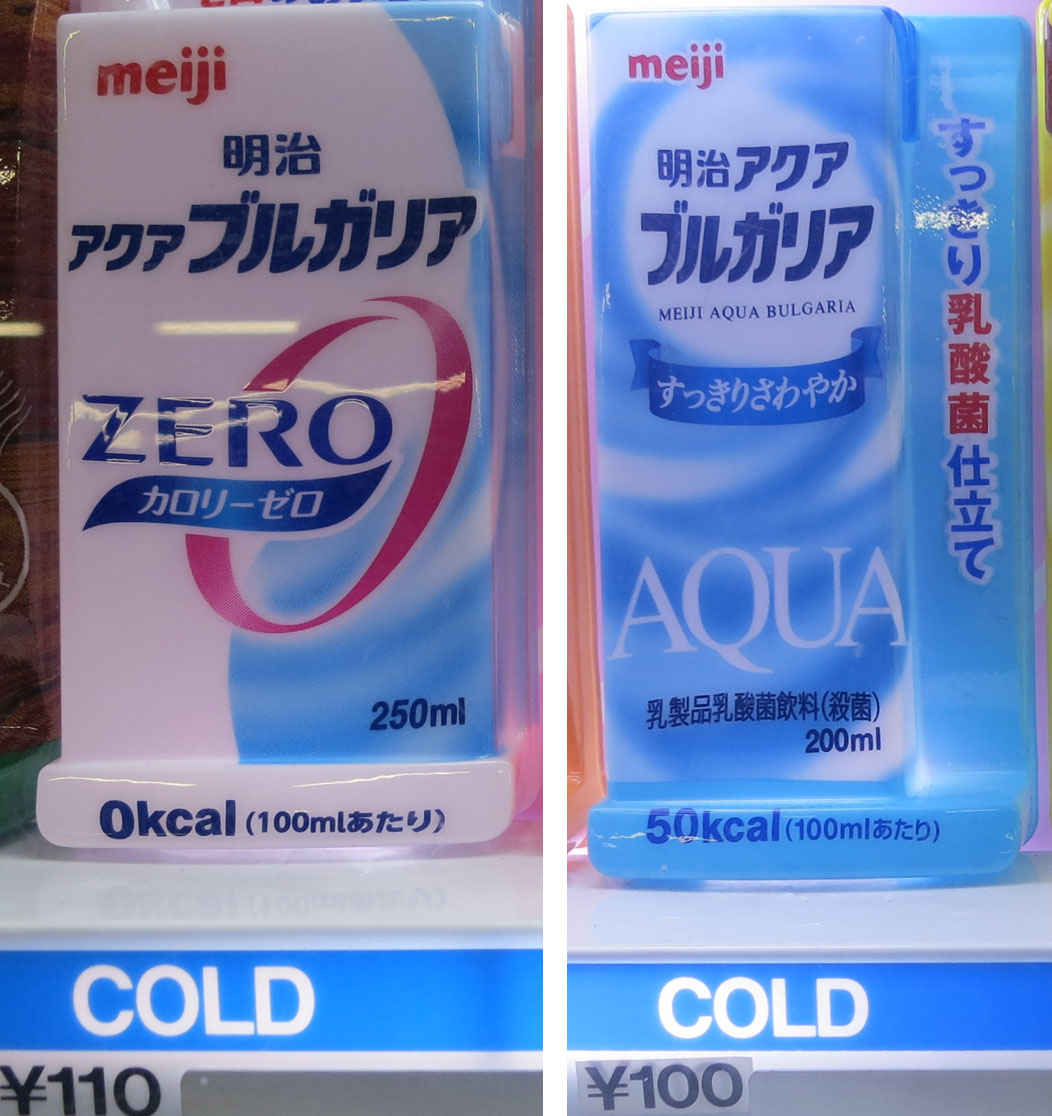 meiji
明治
アクアブルガリア
ZERO
カロリーゼロ
250ml
0kcal(100mlあたり)
COLD
¥110
meiji
明治アクア
ブルガリア
MEIJI AQUA BULGARIA
すっきりさわやか
AQUA
乳製品乳酸菌飲料(殺菌)
200ml
すっきり乳酸菌仕立て
50kcal(100mlあたり)
COLD
¥100